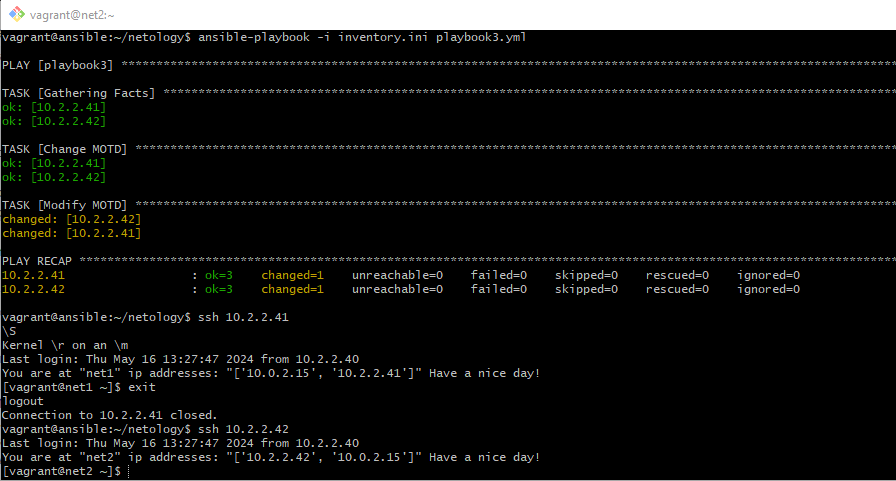 vagrant@net2:~
vagrant@ansible:~/netology$ ansible-playbook -i inventory.ini playbook3.yml
PLAY [playbook3] **************************************************************************************************************
TASK [Gathering Facts] ********************************************************************************************************
ok: [10.2.2.41]
ok: [10.2.2.42]
TASK [Change MOTD] ************************************************************************************************************
ok: [10.2.2.41]
ok: [10.2.2.42]
TASK [Modify MOTD] ************************************************************************************************************
changed: [10.2.2.42]
changed: [10.2.2.41]
PLAY RECAP ********************************************************************************************************************
10.2.2.41                  : ok=3    changed=1    unreachable=0    failed=0    skipped=0    rescued=0    ignored=0
10.2.2.42                  : ok=3    changed=1    unreachable=0    failed=0    skipped=0    rescued=0    ignored=0
vagrant@ansible:~/netology$ ssh 10.2.2.41
\S
Kernel \r on an \m
Last login: Thu May 16 13:27:47 2024 from 10.2.2.40
You are at "net1" ip addresses: "['10.0.2.15', '10.2.2.41']" Have a nice day!
[vagrant@net1 ~]$ exit
logout
Connection to 10.2.2.41 closed.
vagrant@ansible:~/netology$ ssh 10.2.2.42
Last login: Thu May 16 13:27:47 2024 from 10.2.2.40
You are at "net2" ip addresses: "['10.2.2.42', '10.0.2.15']" Have a nice day!
[vagrant@net2 ~]$